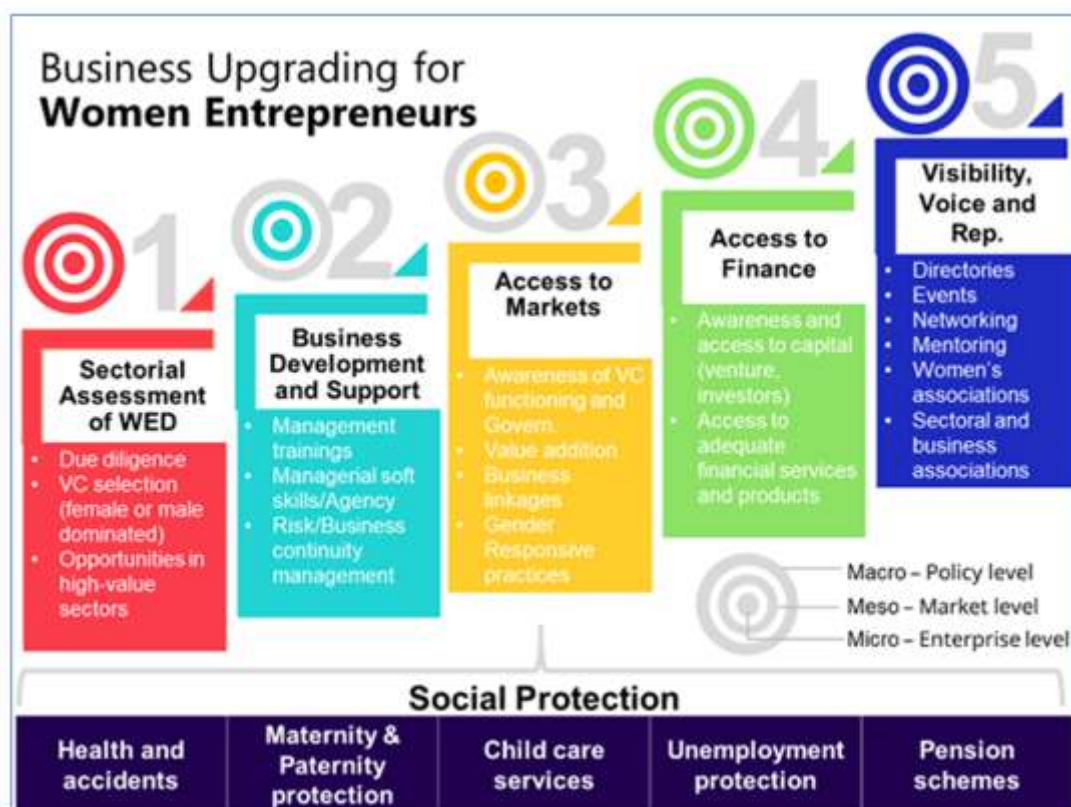 Business Upgrading for
Women Entrepreneurs
1
Sectorial
Assessment
of WED
• Due diligence
• VC selection
(female or male
dominated)
• Opportunities in
high-value
sectors
2
Business
Development
and Support
• Management
trainings
• Managerial soft
skills/Agency
• Risk/Business
continuity
management
3
Access to
Markets
• Awareness of VC
functioning and
Govern.
• Value addition
• Business
linkages
• Gender
Responsive
practices
4
Access to
Finance
• Awareness and
access to capital
(venture,
investors)
• Access to
adequate
financial services
and products
5
Visibility,
Voice and
Rep.
• Directories
• Events
• Networking
• Mentoring
• Women's
associations
• Sectoral and
business
associations
Macro – Policy level
Meso – Market level
Micro – Enterprise level
Social Protection
Health and
accidents
Maternity &
Paternity
protection
Child care
services
Unemployment
protection
Pension
schemes